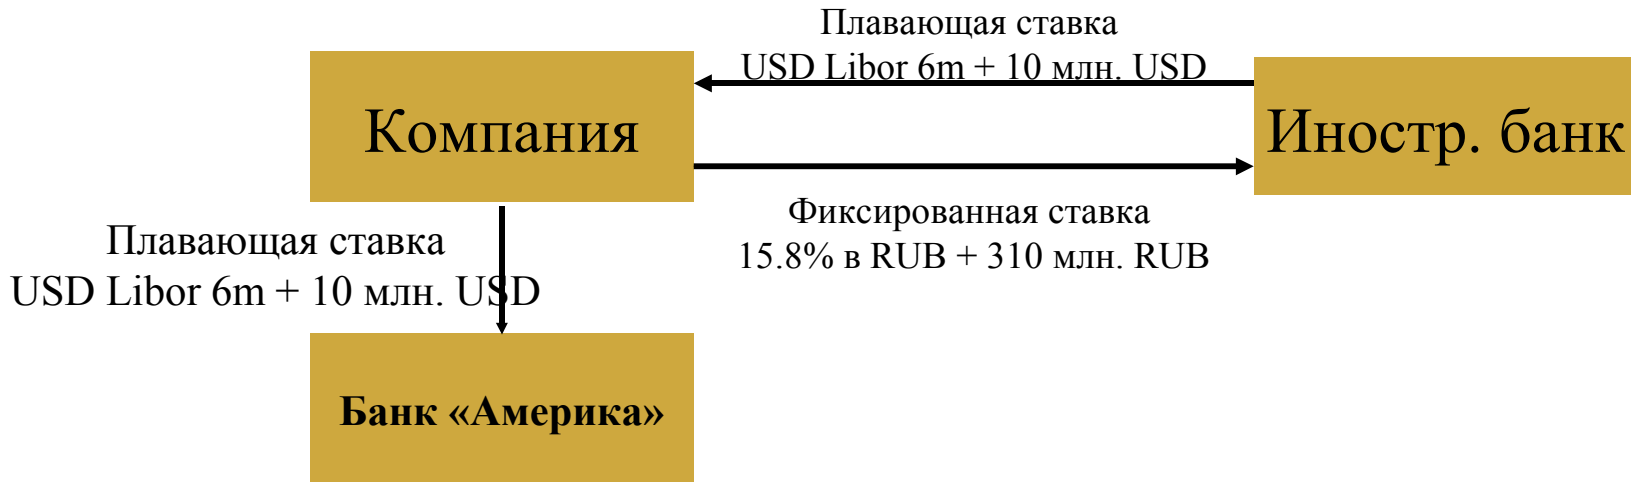 Плавающая ставка
USD Libor 6m + 10 млн. USD
Компания
Иностр. банк
Фиксированная ставка
15.8% в RUB + 310 млн. RUB
Плавающая ставка
USD Libor 6m + 10 млн. USD
Банк «Америка»